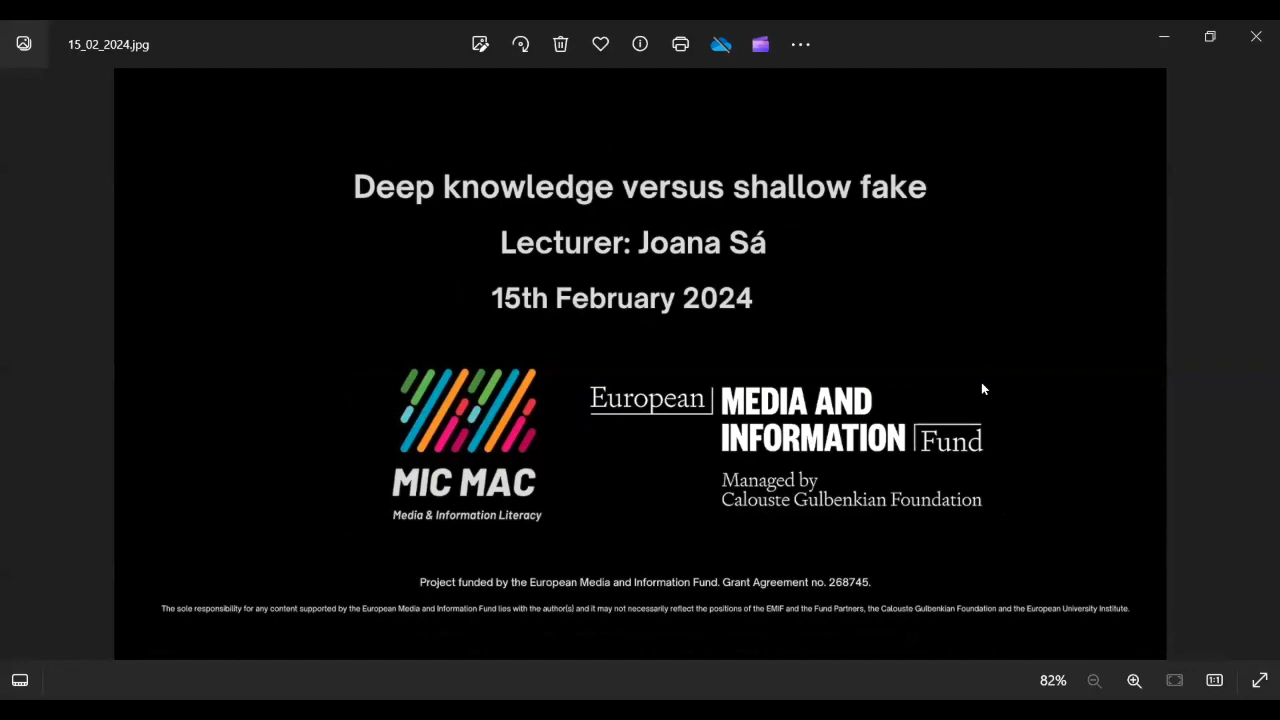 15_02_2024.jpg
Deep knowledge versus shallow fake
Lecturer: Joana Sá
15th February 2024
MIC MAC
Media & Information Literacy
European MEDIA AND
INFORMATION Fund
Managed by
Calouste Gulbenkian Foundation
Project funded by the European Media and Information Fund. Grant Agreement no. 268745.
The sole responsibility for any content supported by the European Media and Information Fund lies with the author(s) and it may not necessarily reflect the positions of the EMIF and the Fund Partners, the Calouste Gulbenkian Foundation and the European University Institute.
82%
1:1